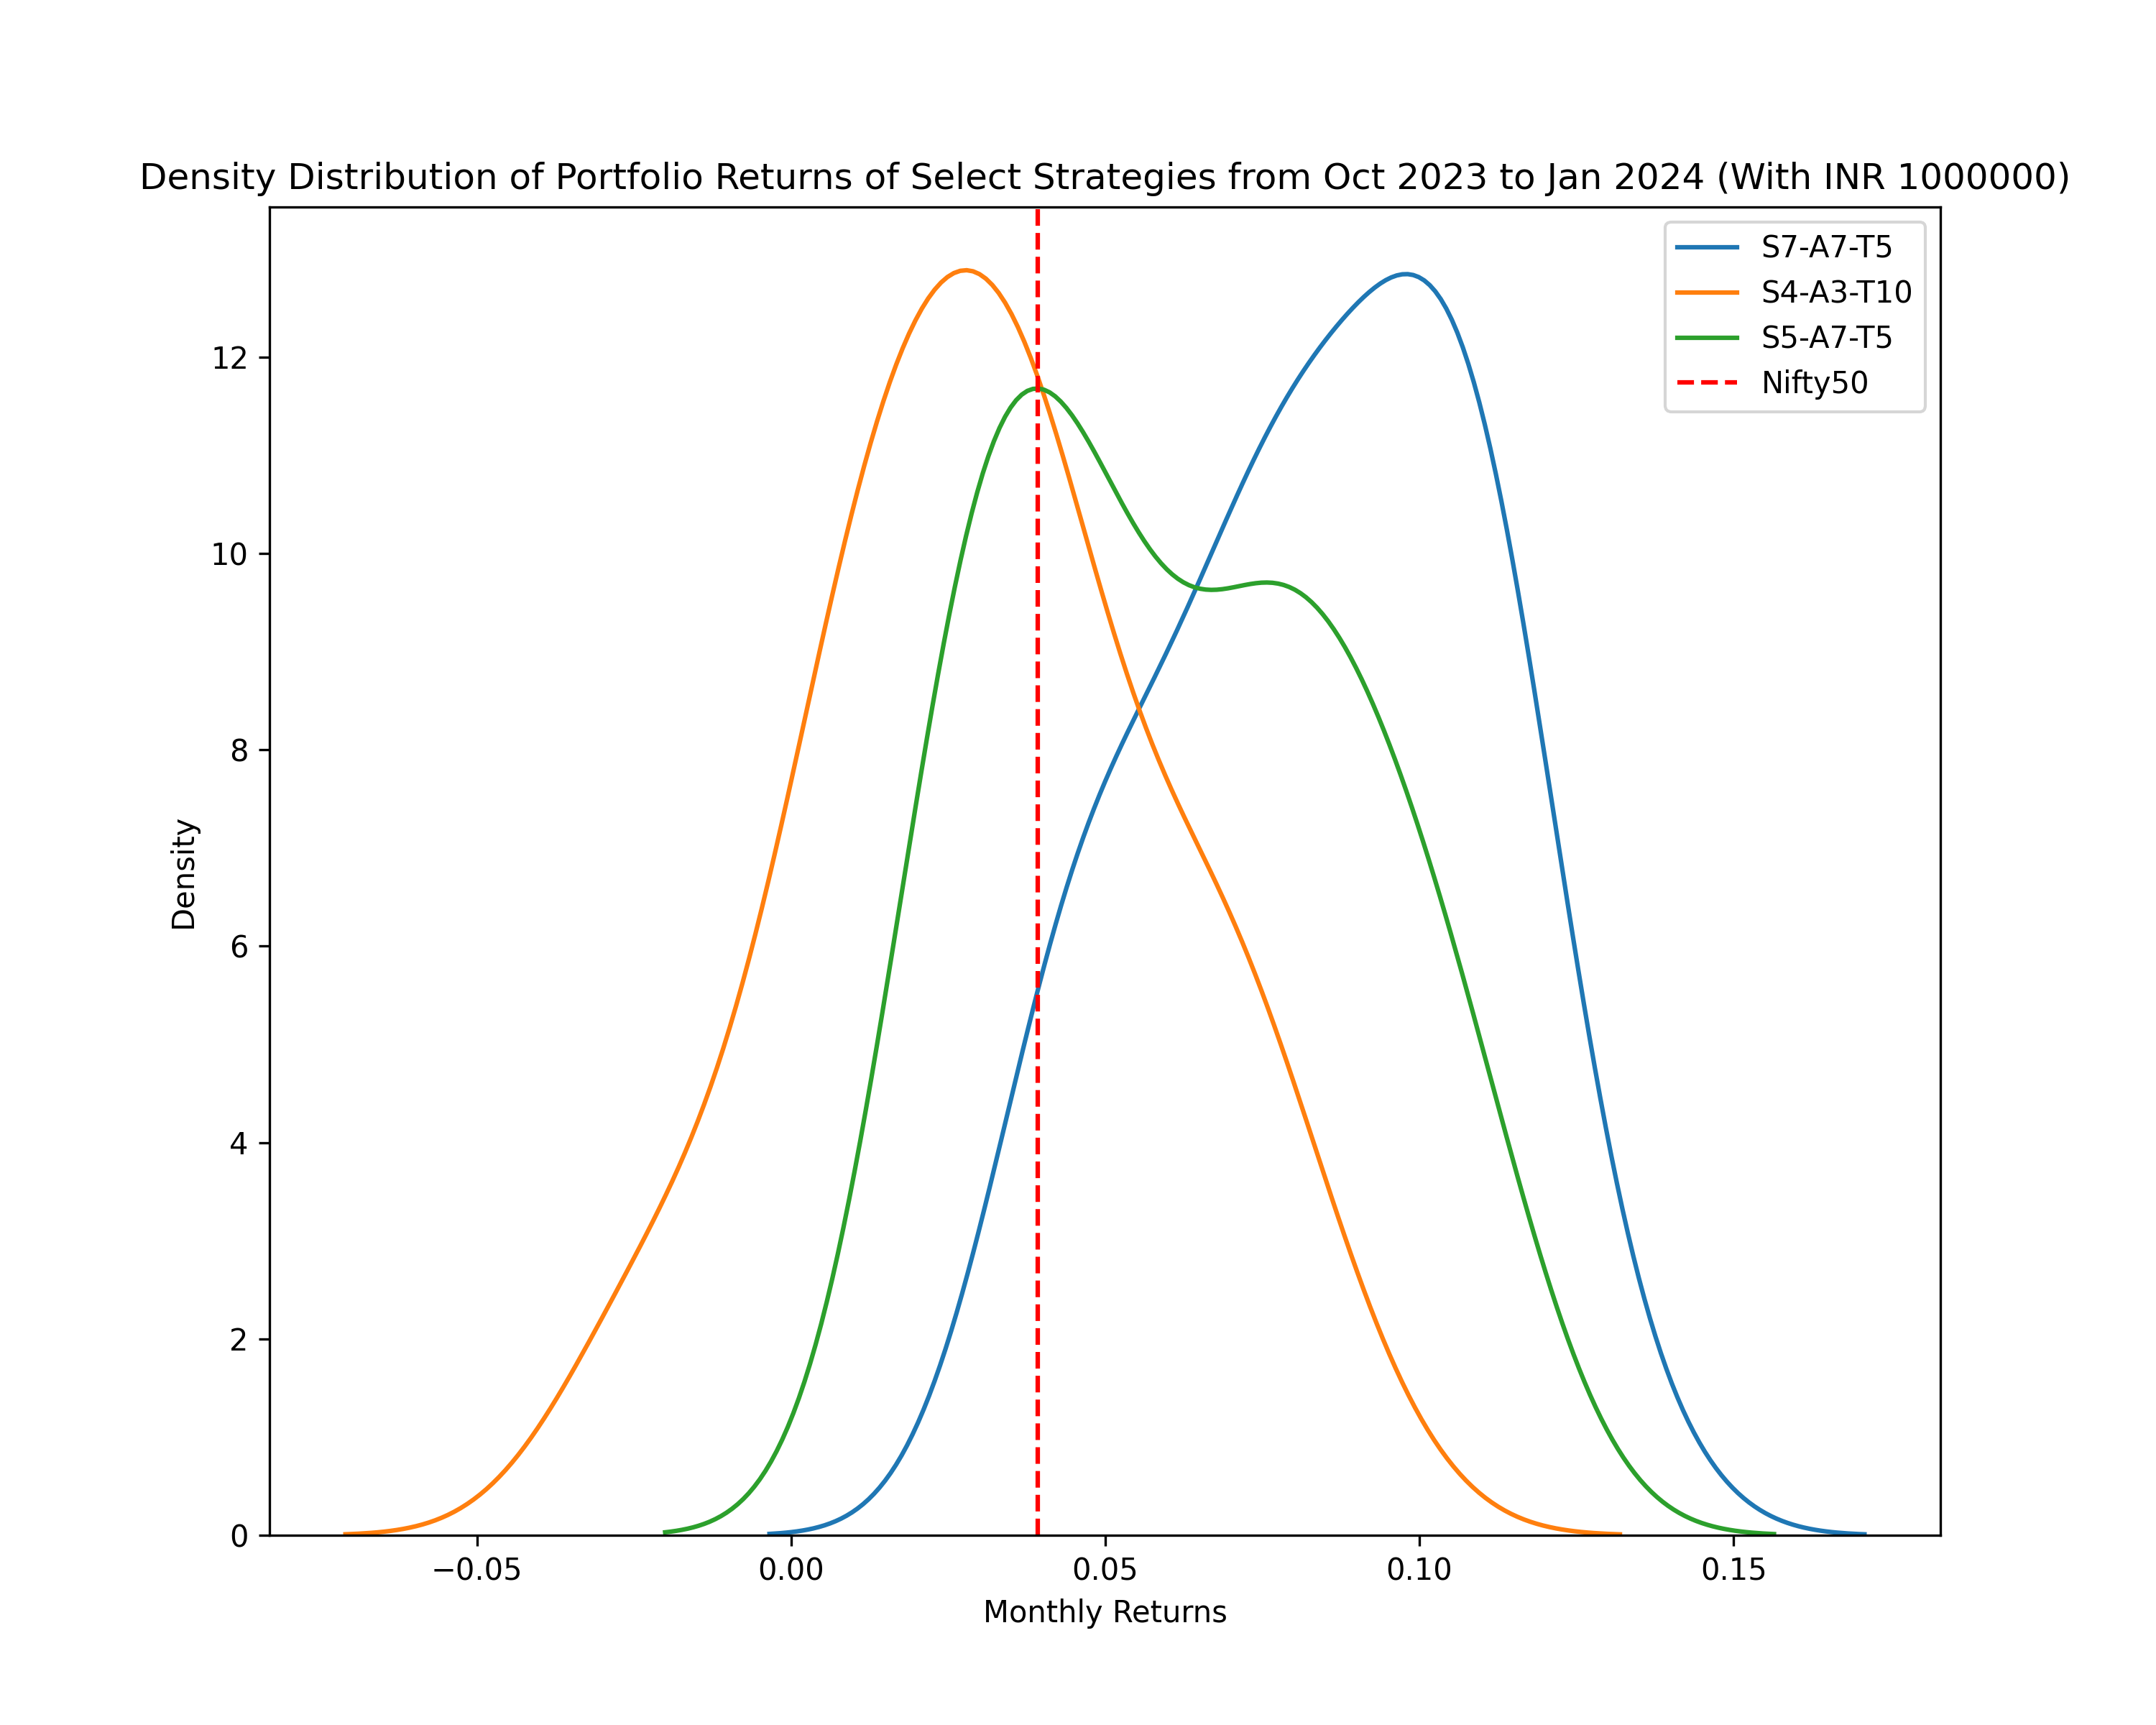 Density Distribution of Portfolio Returns of Select Strategies from Oct 2023 to Jan 2024 (With INR 1000000)
S7-A7-T5
S4-A3-T10
S5-A7-T5
Nifty50
12
10
8
6
4
2
0
Density
−0.05
0.00
0.05
0.10
0.15
Monthly Returns